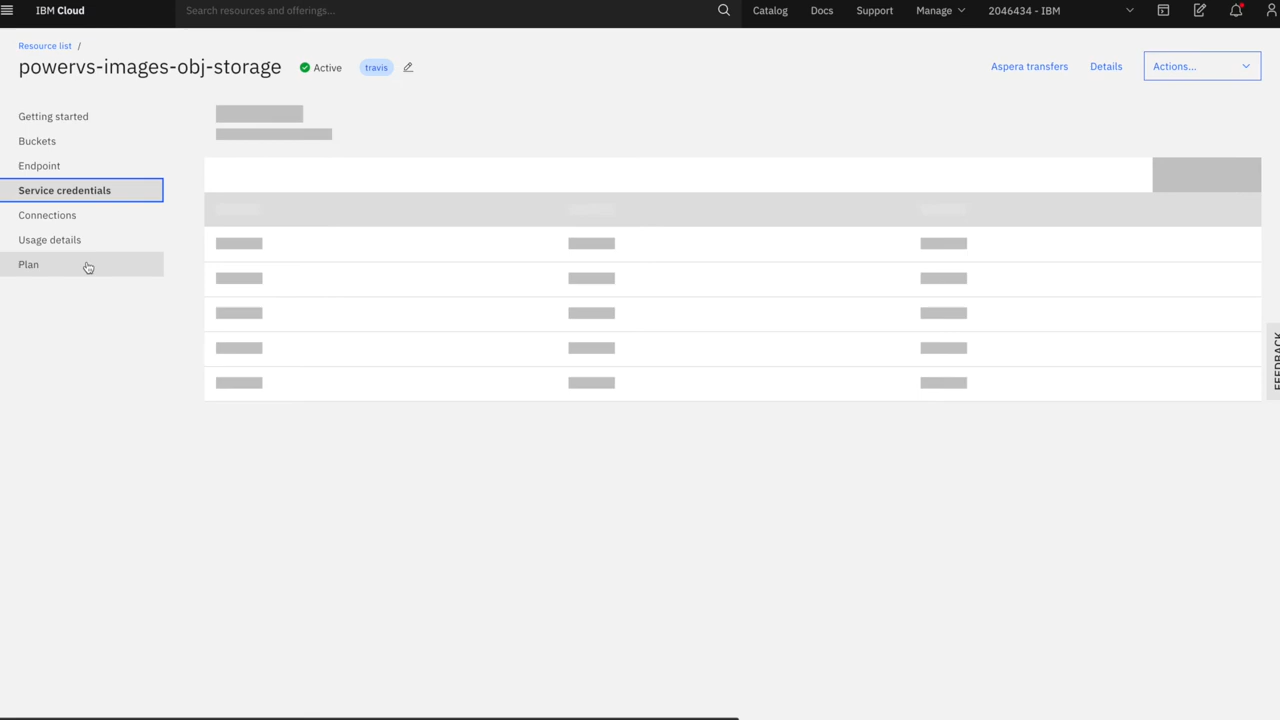 IBM Cloud
Search resources and offerings...
Catalog
Docs
Support
Manage
2046434 - IBM
Resource list /
powervs-images-obj-storage
Active
travis
Aspera transfers
Details
Actions...
Getting started
Buckets
Endpoint
Service credentials
Connections
Usage details
Plan
FEEDBACK